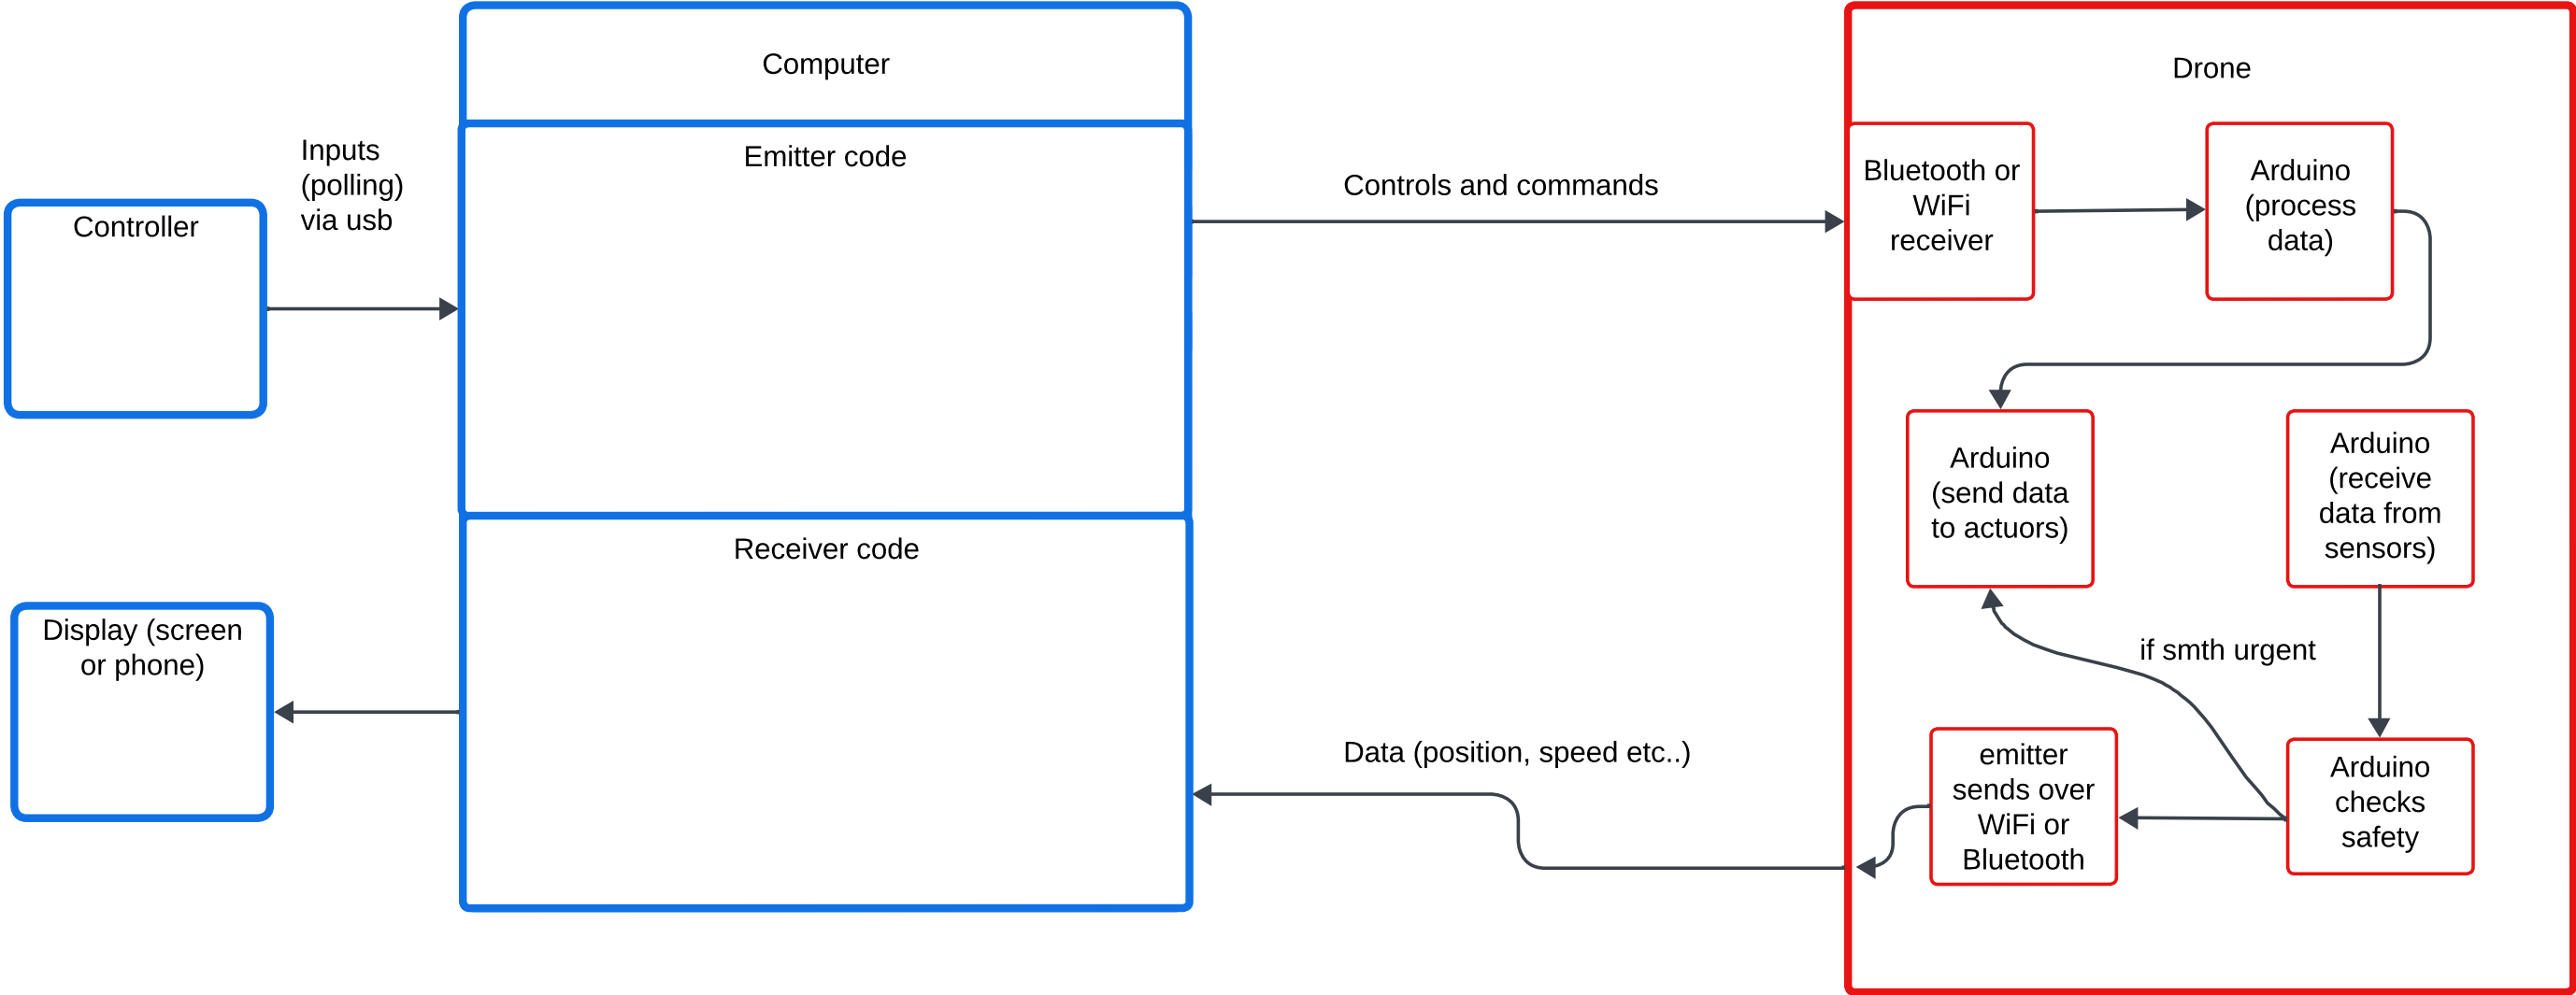 Computer
Emitter code
Inputs
(polling)
via usb
Controller
Receiver code
Display (screen
or phone)
Controls and commands
Data (position, speed etc..)
Drone
Bluetooth or
WiFi
receiver
Arduino
(process
data)
Arduino
(send data
to actuors)
Arduino
(receive
data from
sensors)
if smth urgent
emitter
sends over
WiFi or
Bluetooth
Arduino
checks
safety